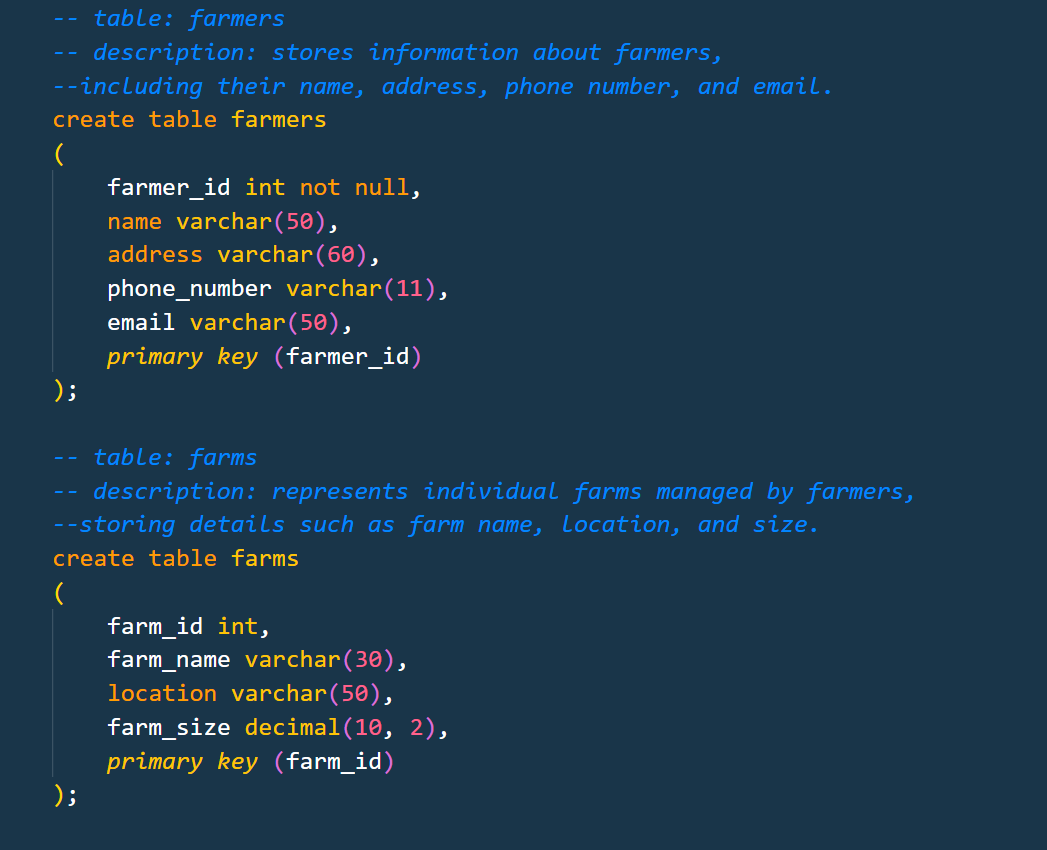 -- table: farmers
-- description: stores information about farmers,
--including their name, address, phone number, and email.
create table farmers
(
farmer_id int not null,
name varchar(50),
address varchar(60),
phone_number varchar(11),
email varchar(50),
primary key (farmer_id)
);
-- table: farms
-- description: represents individual farms managed by farmers,
--storing details such as farm name, location, and size.
create table farms
(
farm_id int,
farm_name varchar(30),
location varchar(50),
farm_size decimal(10, 2),
primary key (farm_id)
);